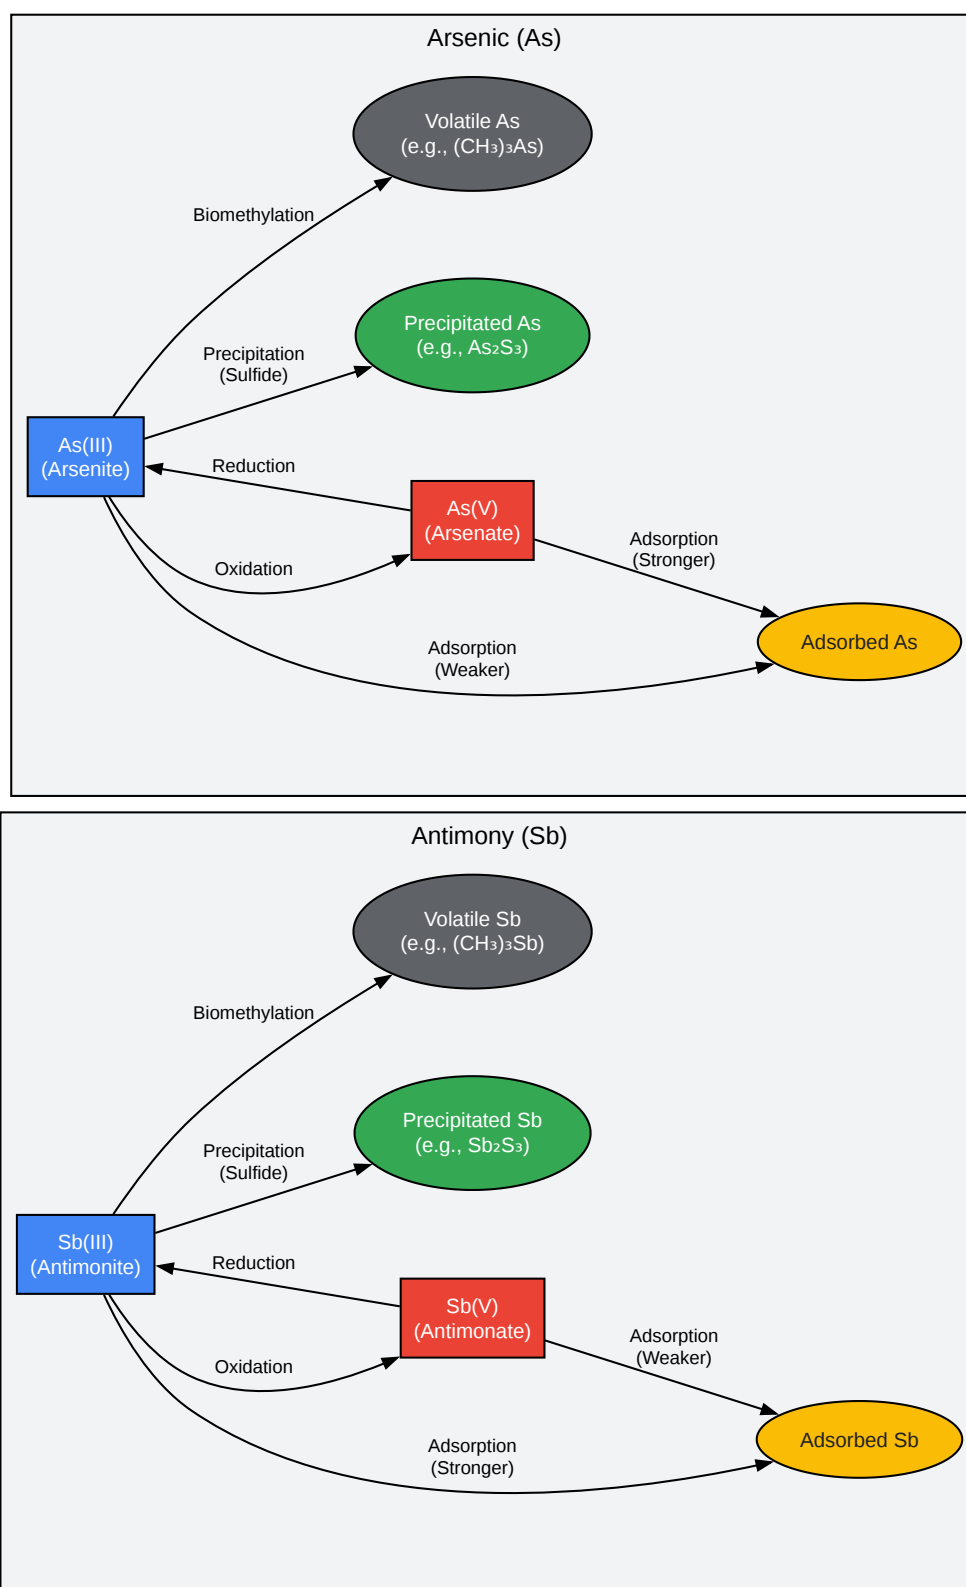 Arsenic (As)
Volatile As
(e.g., (CH₃)₃As)
Biomethylation
Precipitated As
(e.g., As₂S₃)
Precipitation
(Sulfide)
As(III)
(Arsenite)
Reduction
As(V)
(Arsenate)
Adsorption
(Stronger)
Oxidation
Adsorbed As
Adsorption
(Weaker)
Antimony (Sb)
Volatile Sb
(e.g., (CH₃)₃Sb)
Biomethylation
Precipitated Sb
(e.g., Sb₂S₃)
Precipitation
(Sulfide)
Sb(III)
(Antimonite)
Reduction
Sb(V)
(Antimonate)
Adsorption
(Weaker)
Oxidation
Adsorbed Sb
Adsorption
(Stronger)